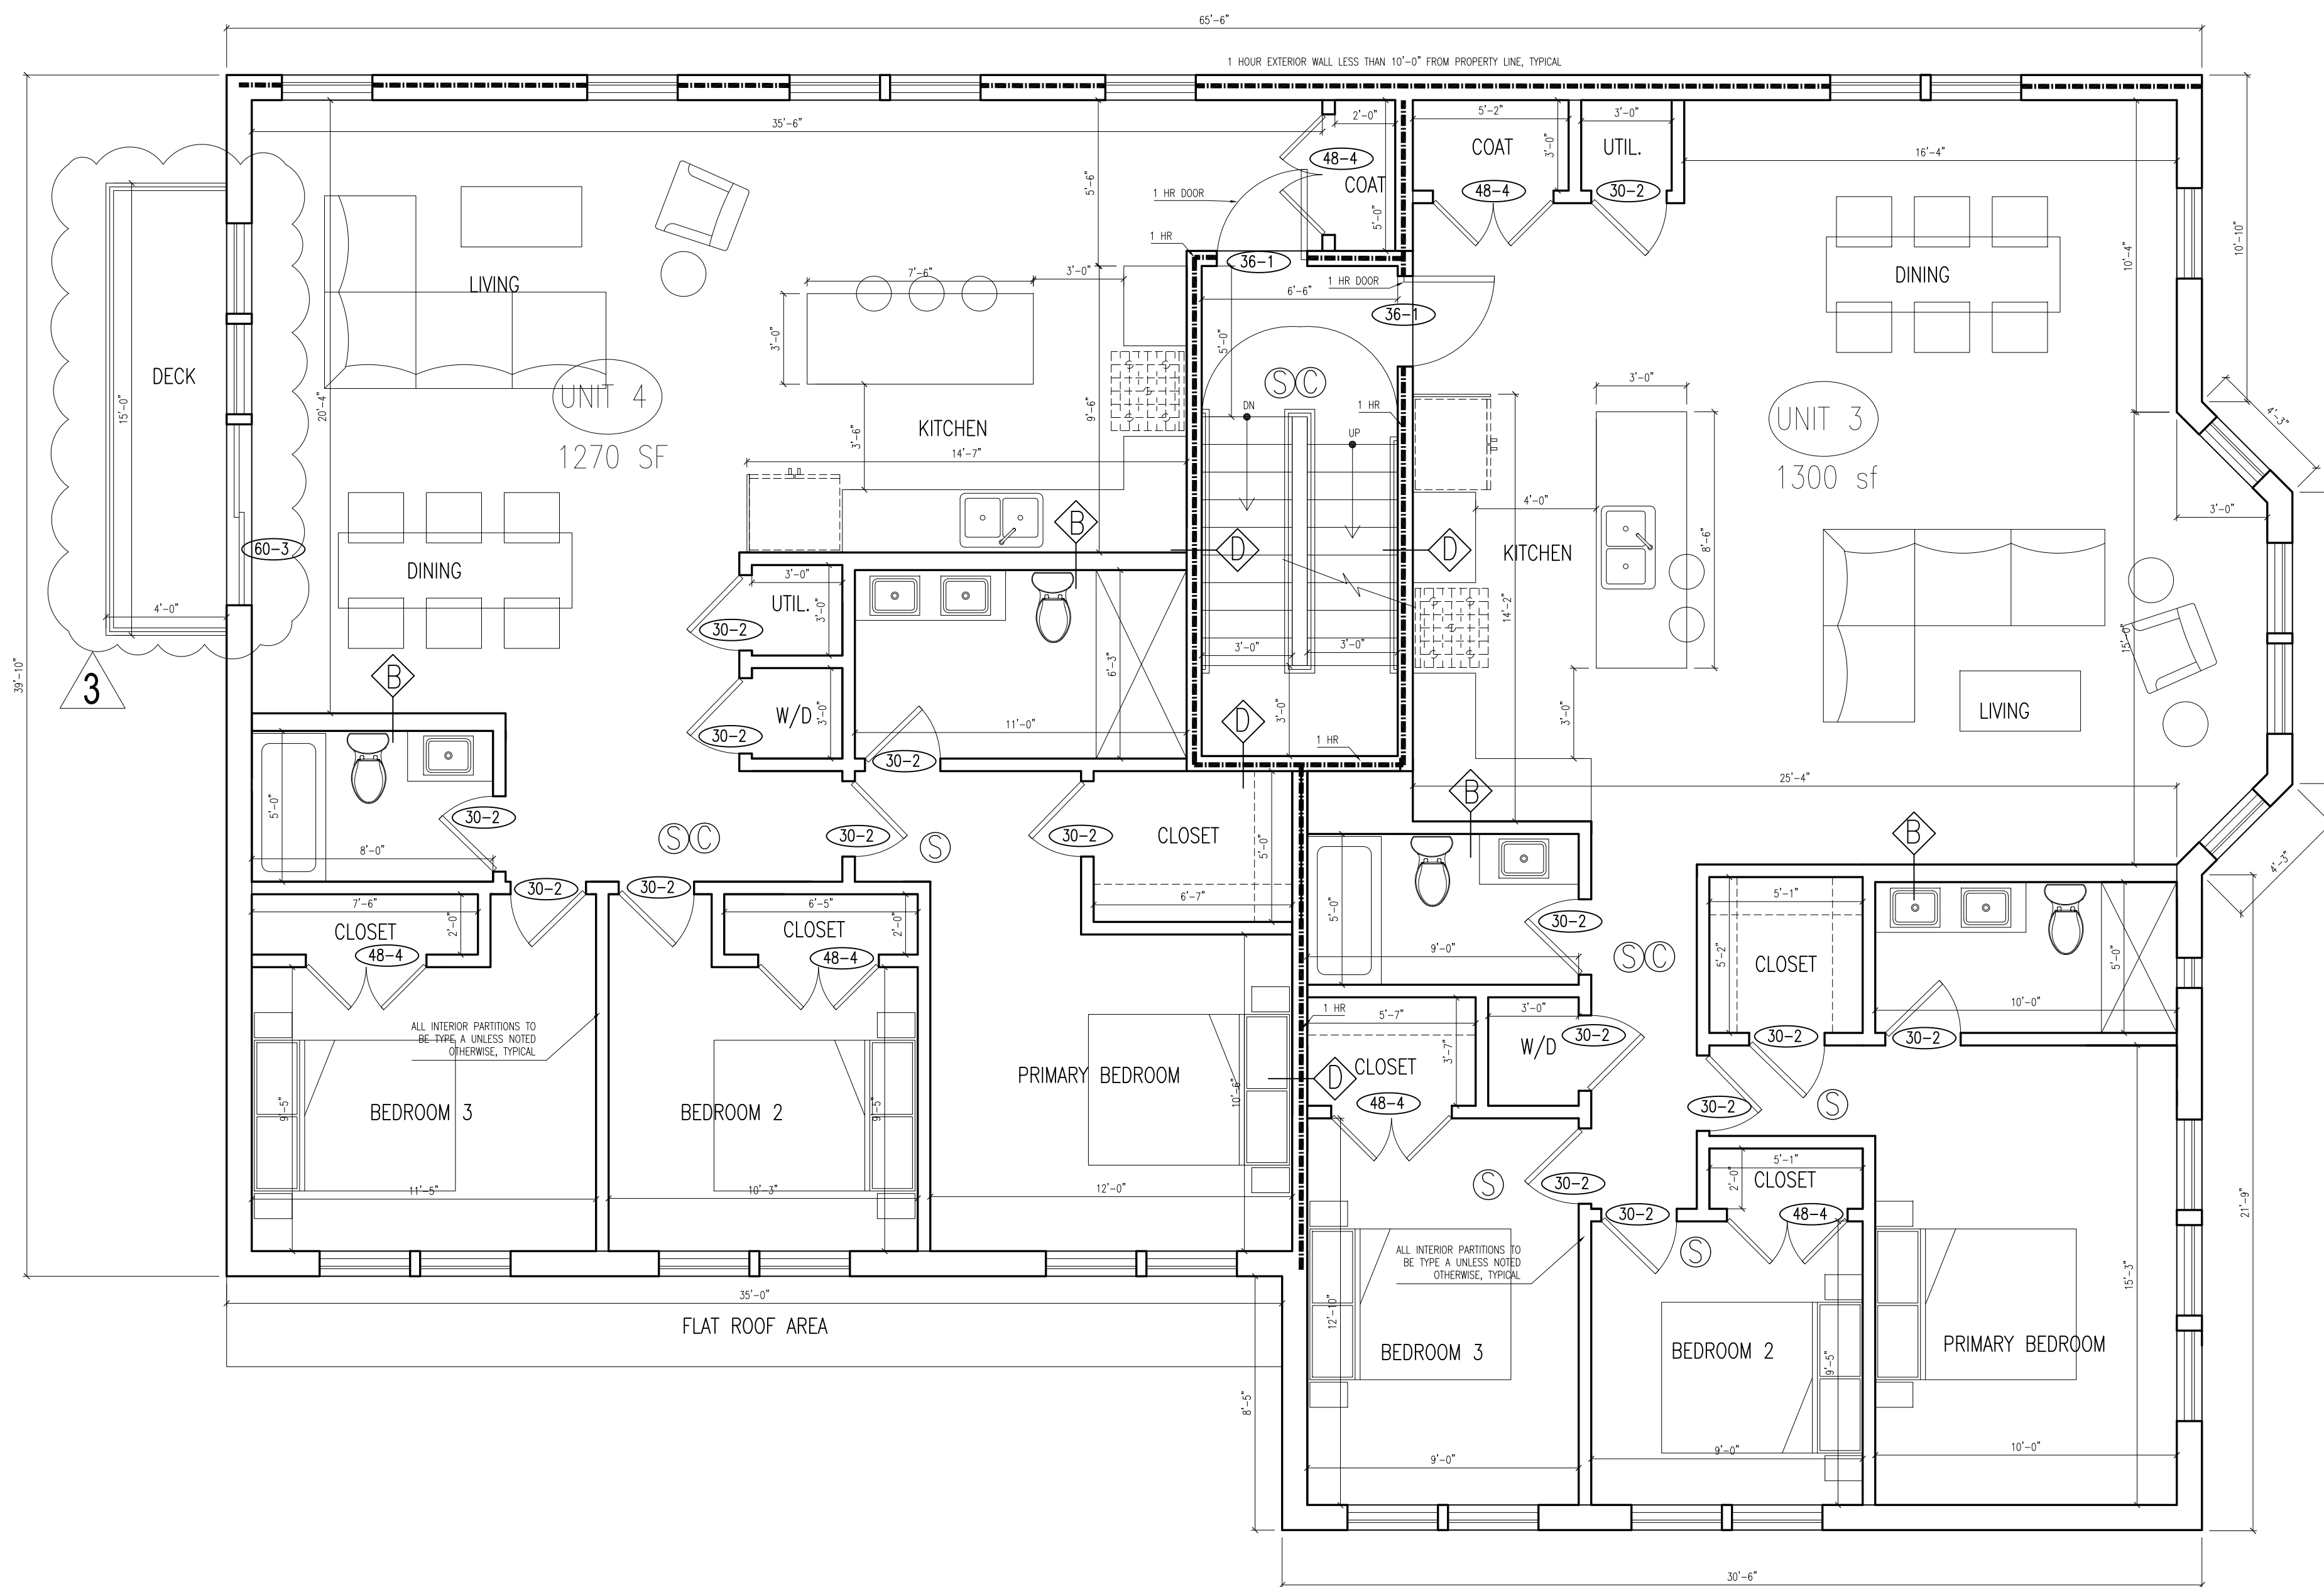 65'-6"
1 HOUR EXTERIOR WALL LESS THAN 10'-0" FROM PROPERTY LINE, TYPICAL
35'-6"
2'-0"
5'-2"
3'-0"
3'-0"
COAT
UTIL.
16'-4"
48-4
COAT
48-4
30-2
5'-6"
1 HR DOOR
5'-0"
1 HR
36-1
10'-4"
10'-10"
DINING
LIVING
7'-6"
3'-0"
6'-6"
1 HR DOOR
36-1
3'-0"
5'-0"
DECK
15'-0"
20'-4"
UNIT 4
1270 SF
KITCHEN
3'-6"
9'-6"
14'-7"
S C
DN
UP
1 HR
3'-0"
UNIT 3
1300 sf
4'-3"
3'-0"
4'-0"
8'-6"
KITCHEN
60-3
DINING
4'-0"
B
D
D
3'-0"
UTIL.
3'-0"
30-2
6'-3"
3'-0"
3'-0"
14'-2"
15'-0"
39'-10"
3
B
W/D
3'-0"
30-2
11'-0"
30-2
D
3'-0"
1 HR
3'-0"
LIVING
25'-4"
B
B
5'-0"
8'-0"
30-2
S C
30-2
S
30-2
CLOSET
5'-0"
6'-7"
4'-3"
30-2
30-2
7'-6"
CLOSET
2'-0"
48-4
6'-5"
CLOSET
2'-0"
48-4
5'-0"
9'-0"
30-2
S C
5'-1"
5'-2"
CLOSET
30-2
5'-0"
10'-0"
30-2
ALL INTERIOR PARTITIONS TO
BE TYPE A UNLESS NOTED
OTHERWISE, TYPICAL
1 HR
5'-7"
3'-7"
CLOSET
48-4
3'-0"
W/D
30-2
D
PRIMARY BEDROOM
10'-6"
BEDROOM 3
9'-5"
BEDROOM 2
9'-5"
30-2
S
11'-5"
10'-3"
12'-0"
S
30-2
5'-1"
2'-0"
CLOSET
30-2
48-4
S
21'-9"
ALL INTERIOR PARTITIONS TO
BE TYPE A UNLESS NOTED
OTHERWISE, TYPICAL
15'-3"
35'-0"
FLAT ROOF AREA
12'-10"
BEDROOM 3
BEDROOM 2
9'-5"
PRIMARY BEDROOM
8'-5"
9'-0"
9'-0"
10'-0"
30'-6"